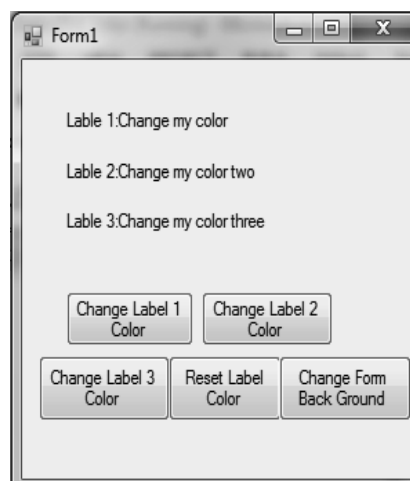 Form1
Lable 1:Change my color
Lable 2:Change my color two
Lable 3:Change my color three
Change Label 1
Color
Change Label 2
Color
Change Label 3
Color
Reset Label
Color
Change Form
Back Ground